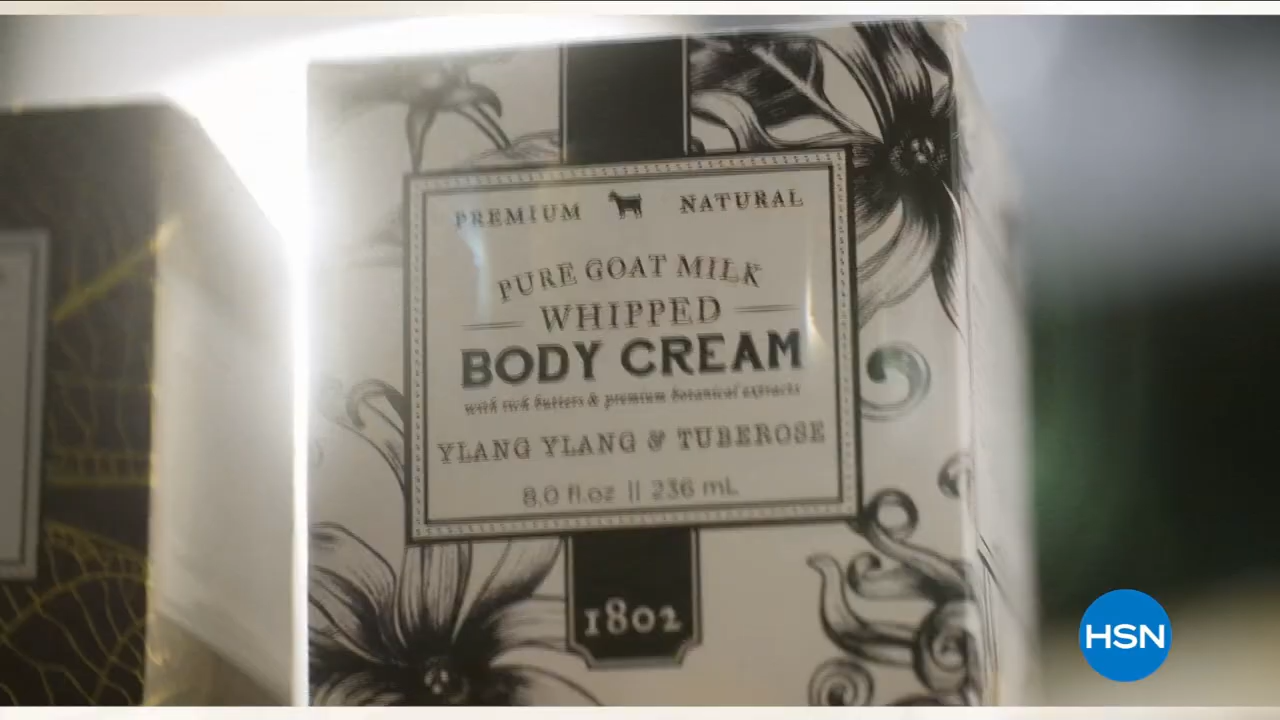 PREMIUM NATURAL
PURE GOAT MILK
WHIPPED
BODY CREAM
with rich butters & premium botanical extracts
YLANG YLANG & TUBEROSE
8.0 fl.oz || 236 mL
1802
HSN